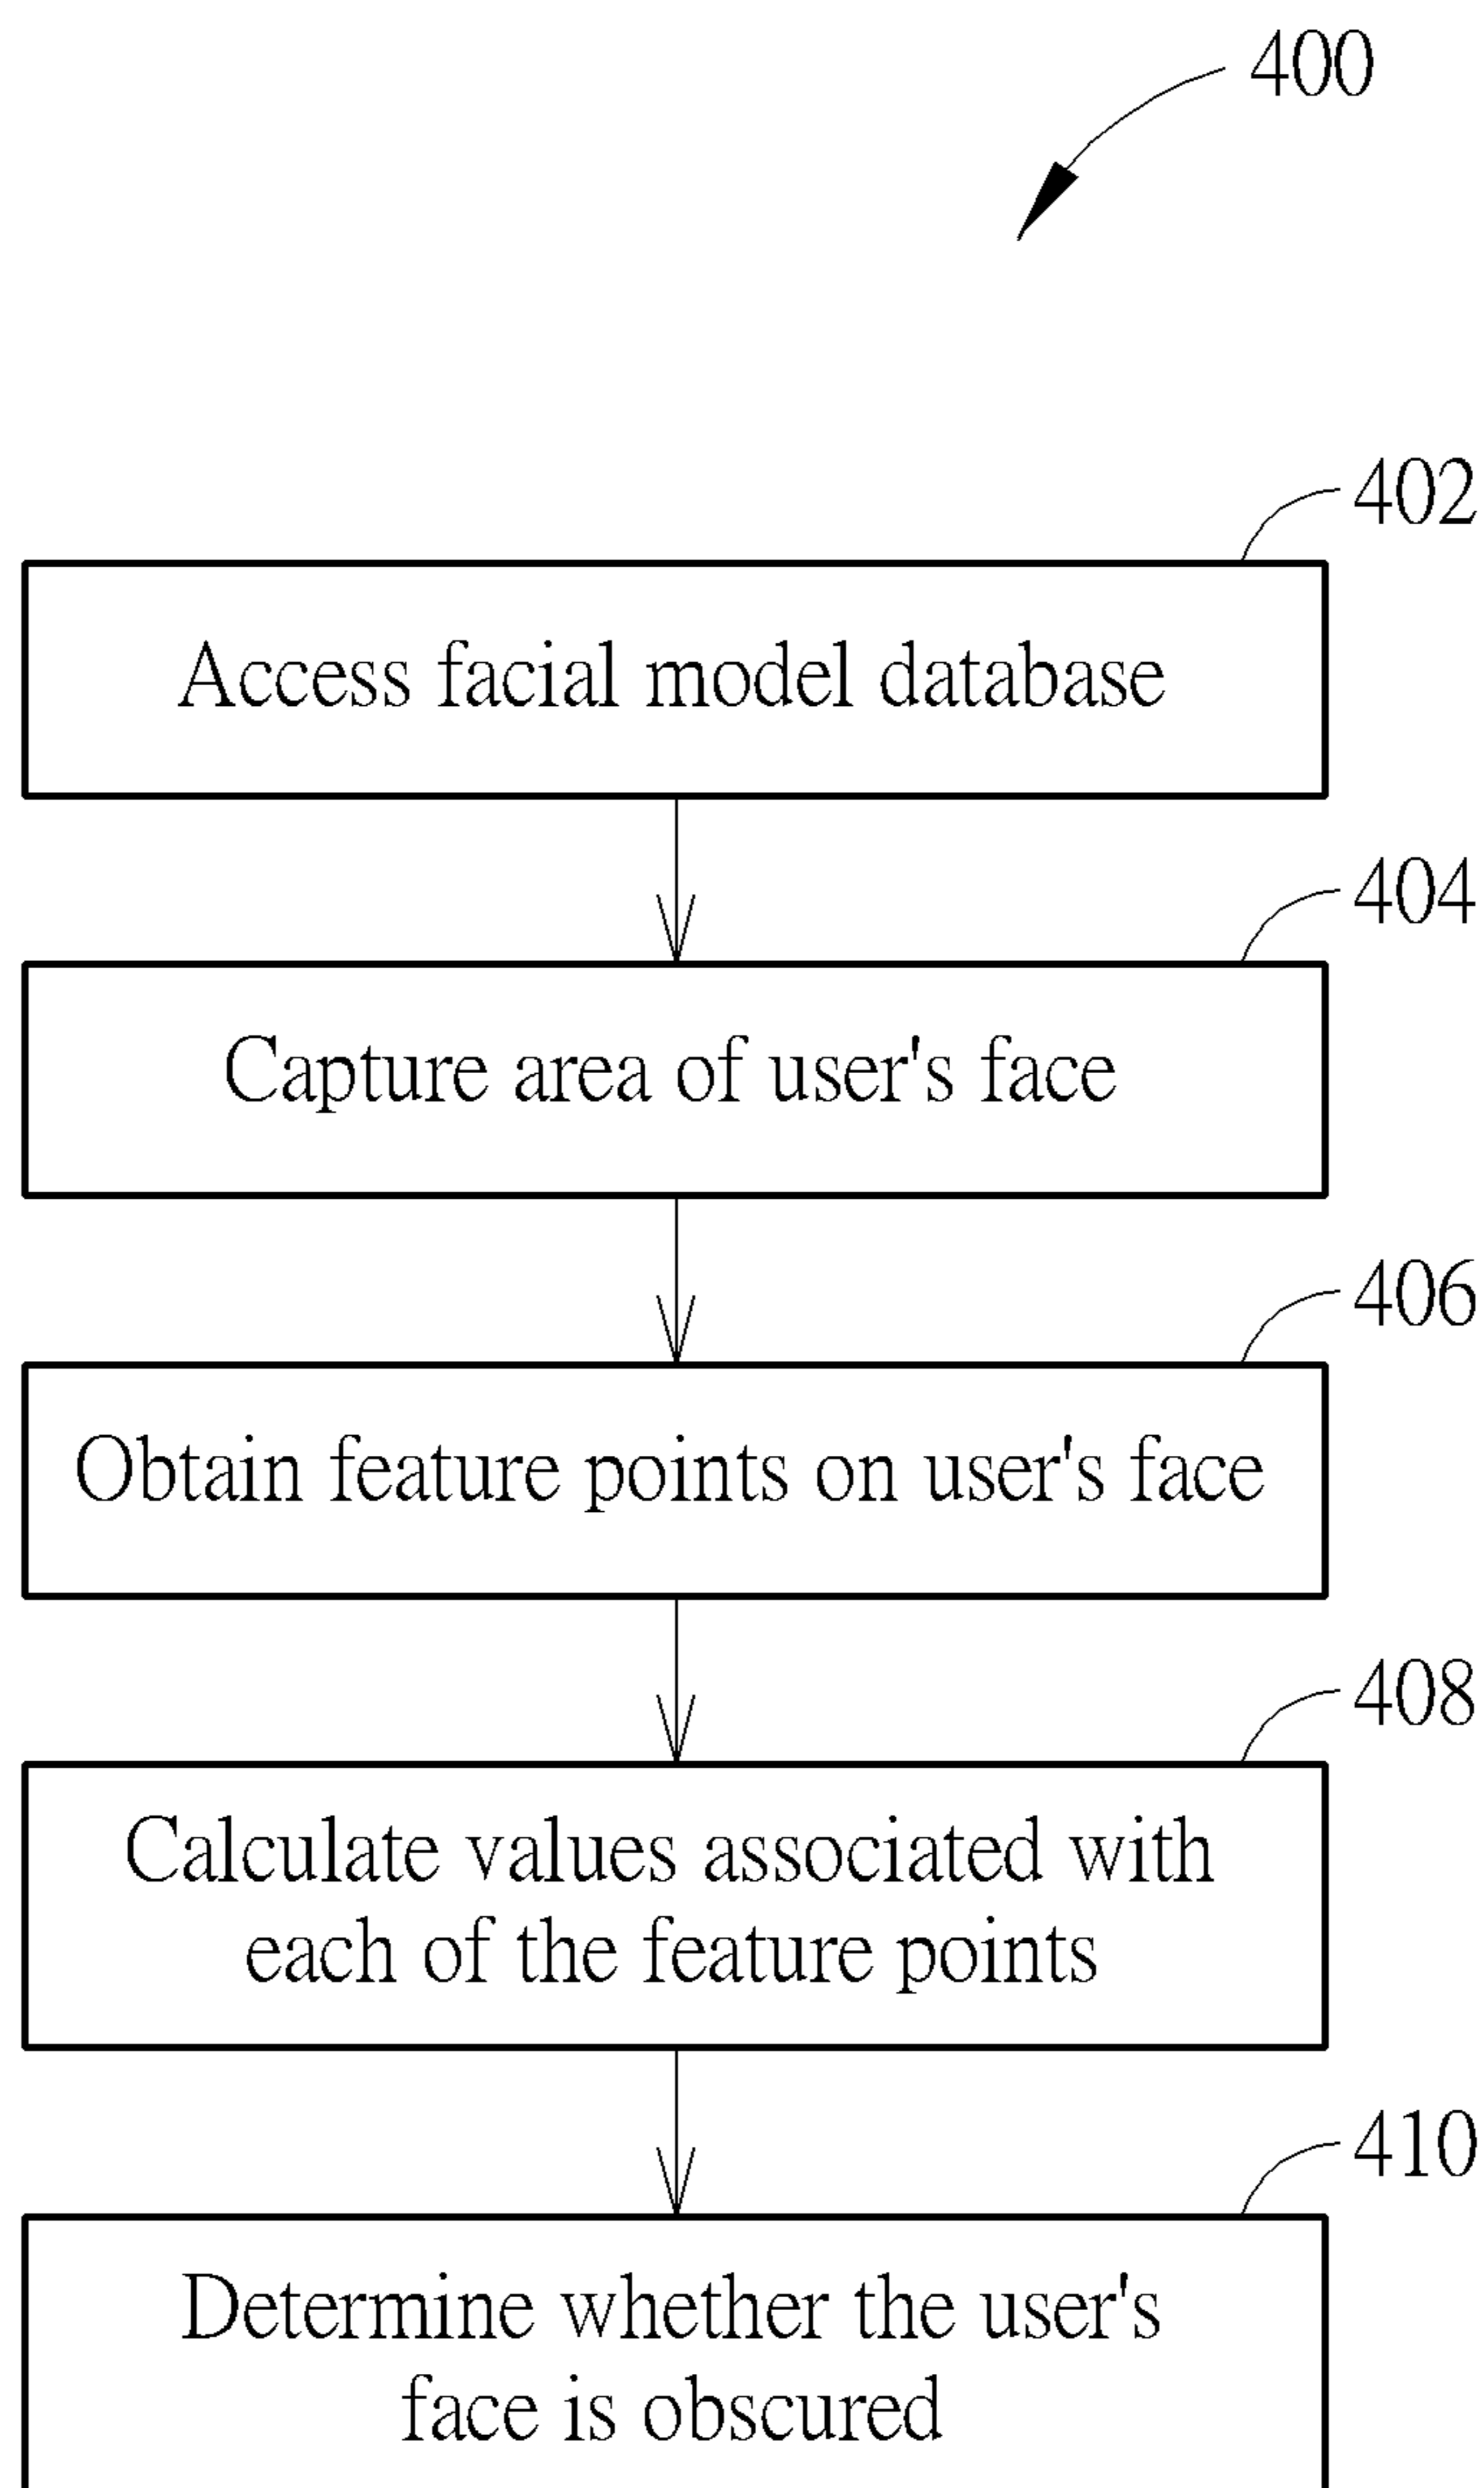 400
402
Access facial model database
404
Capture area of user's face
406
Obtain feature points on user's face
408
Calculate values associated with
each of the feature points
410
Determine whether the user's
face is obscured